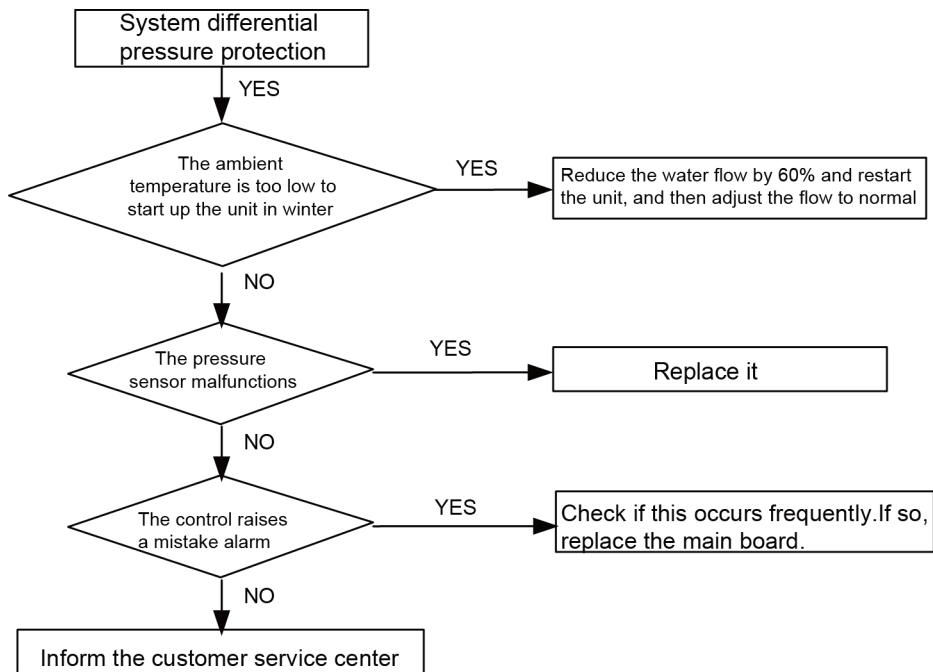 System differential
pressure protection
YES
The ambient
temperature is too low to
start up the unit in winter
YES
Reduce the water flow by 60% and restart
the unit, and then adjust the flow to normal
NO
The pressure
sensor malfunctions
YES
Replace it
NO
The control raises
a mistake alarm
YES
Check if this occurs frequently.If so,
replace the main board.
NO
Inform the customer service center